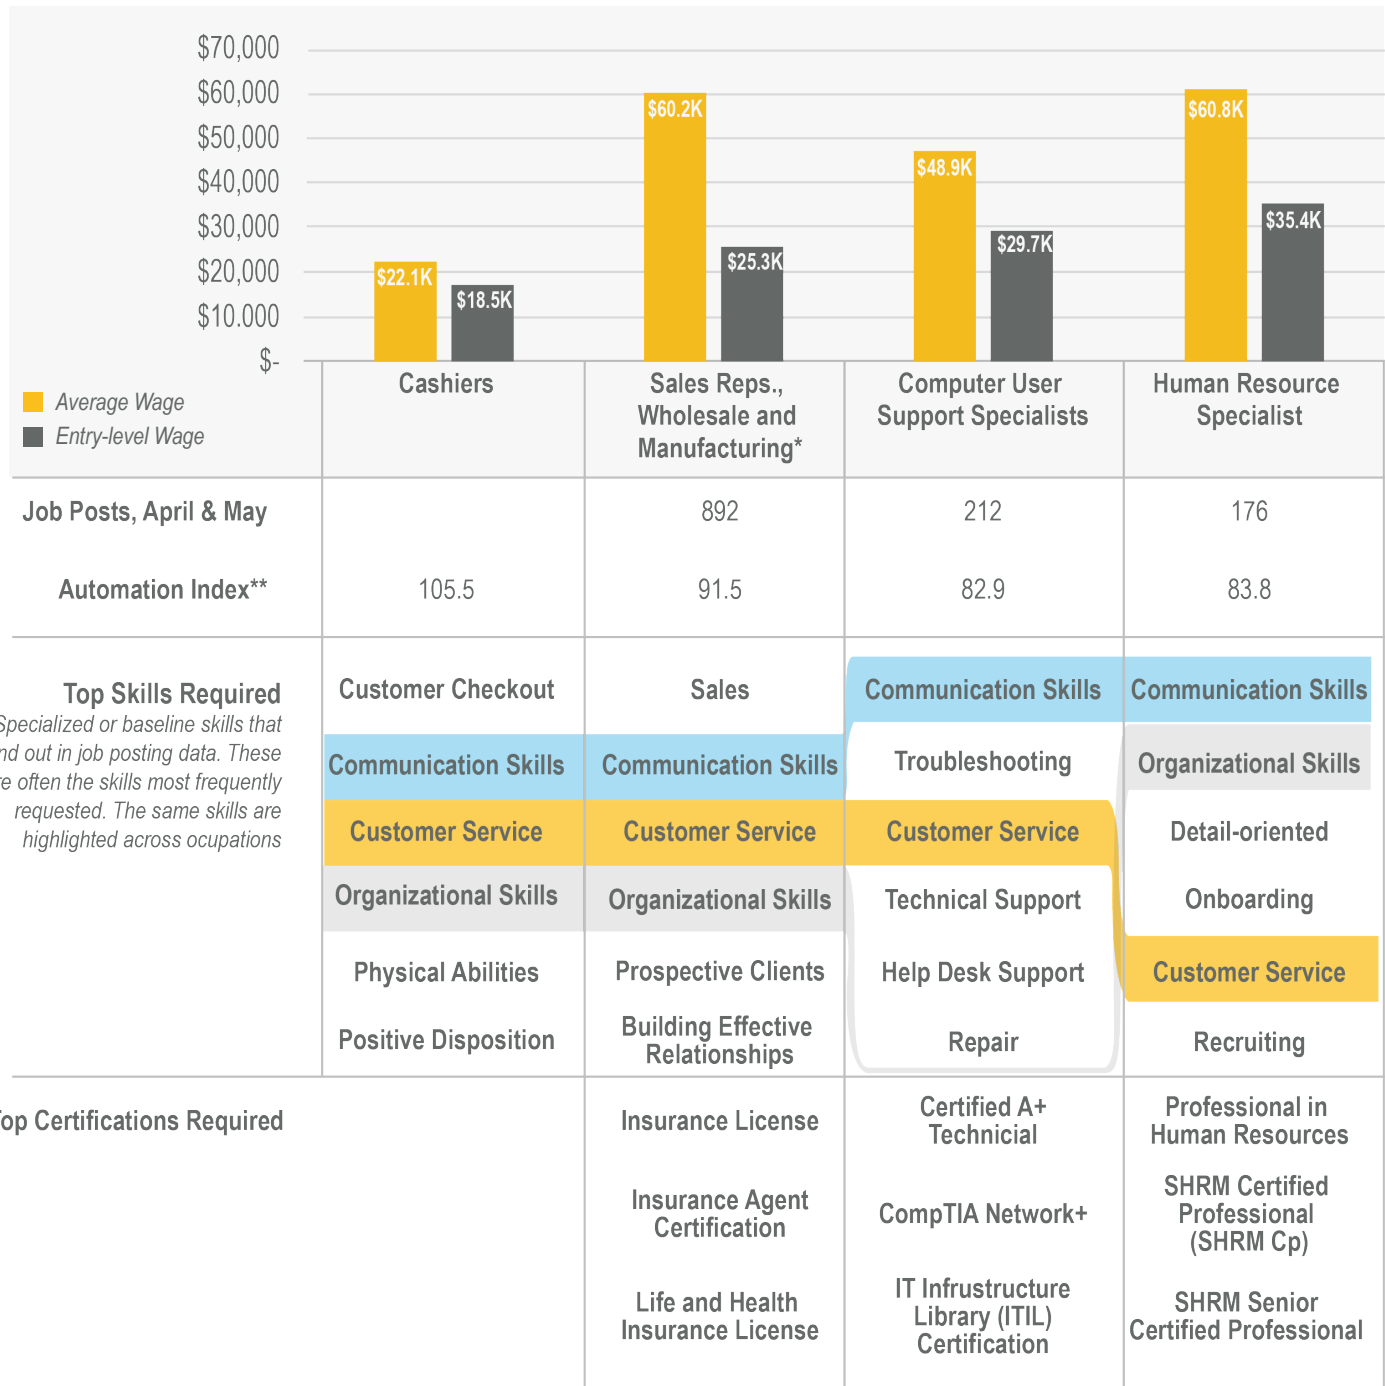 $70,000
$60,000
$50,000
$40,000
$30,000
$20,000
$10.000
$-
$22.1K
$18.5K
$60.2K
$25.3K
$48.9K
$29.7K
$60.8K
$35.4K
Average Wage
Entry-level Wage
Cashiers
Sales Reps.,
Wholesale and
Manufacturing*
Computer User
Support Specialists
Human Resource
Specialist
Job Posts, April & May
892
212
176
Automation Index**
105.5
91.5
82.9
83.8
Top Skills Required
Specialized or baseline skills that
nd out in job posting data. These
re often the skills most frequently
requested. The same skills are
highlighted across ocupations
Customer Checkout
Communication Skills
Customer Service
Organizational Skills
Physical Abilities
Positive Disposition
Sales
Communication Skills
Customer Service
Organizational Skills
Prospective Clients
Building Effective
Relationships
Communication Skills
Troubleshooting
Customer Service
Technical Support
Help Desk Support
Repair
Communication Skills
Organizational Skills
Detail-oriented
Onboarding
Customer Service
Recruiting
Top Certifications Required
Insurance License
Insurance Agent
Certification
Life and Health
Insurance License
Certified A+
Technicial
CompTIA Network+
IT Infrustructure
Library (ITIL)
Certification
Professional in
Human Resources
SHRM Certified
Professional
(SHRM Cp)
SHRM Senior
Certified Professional